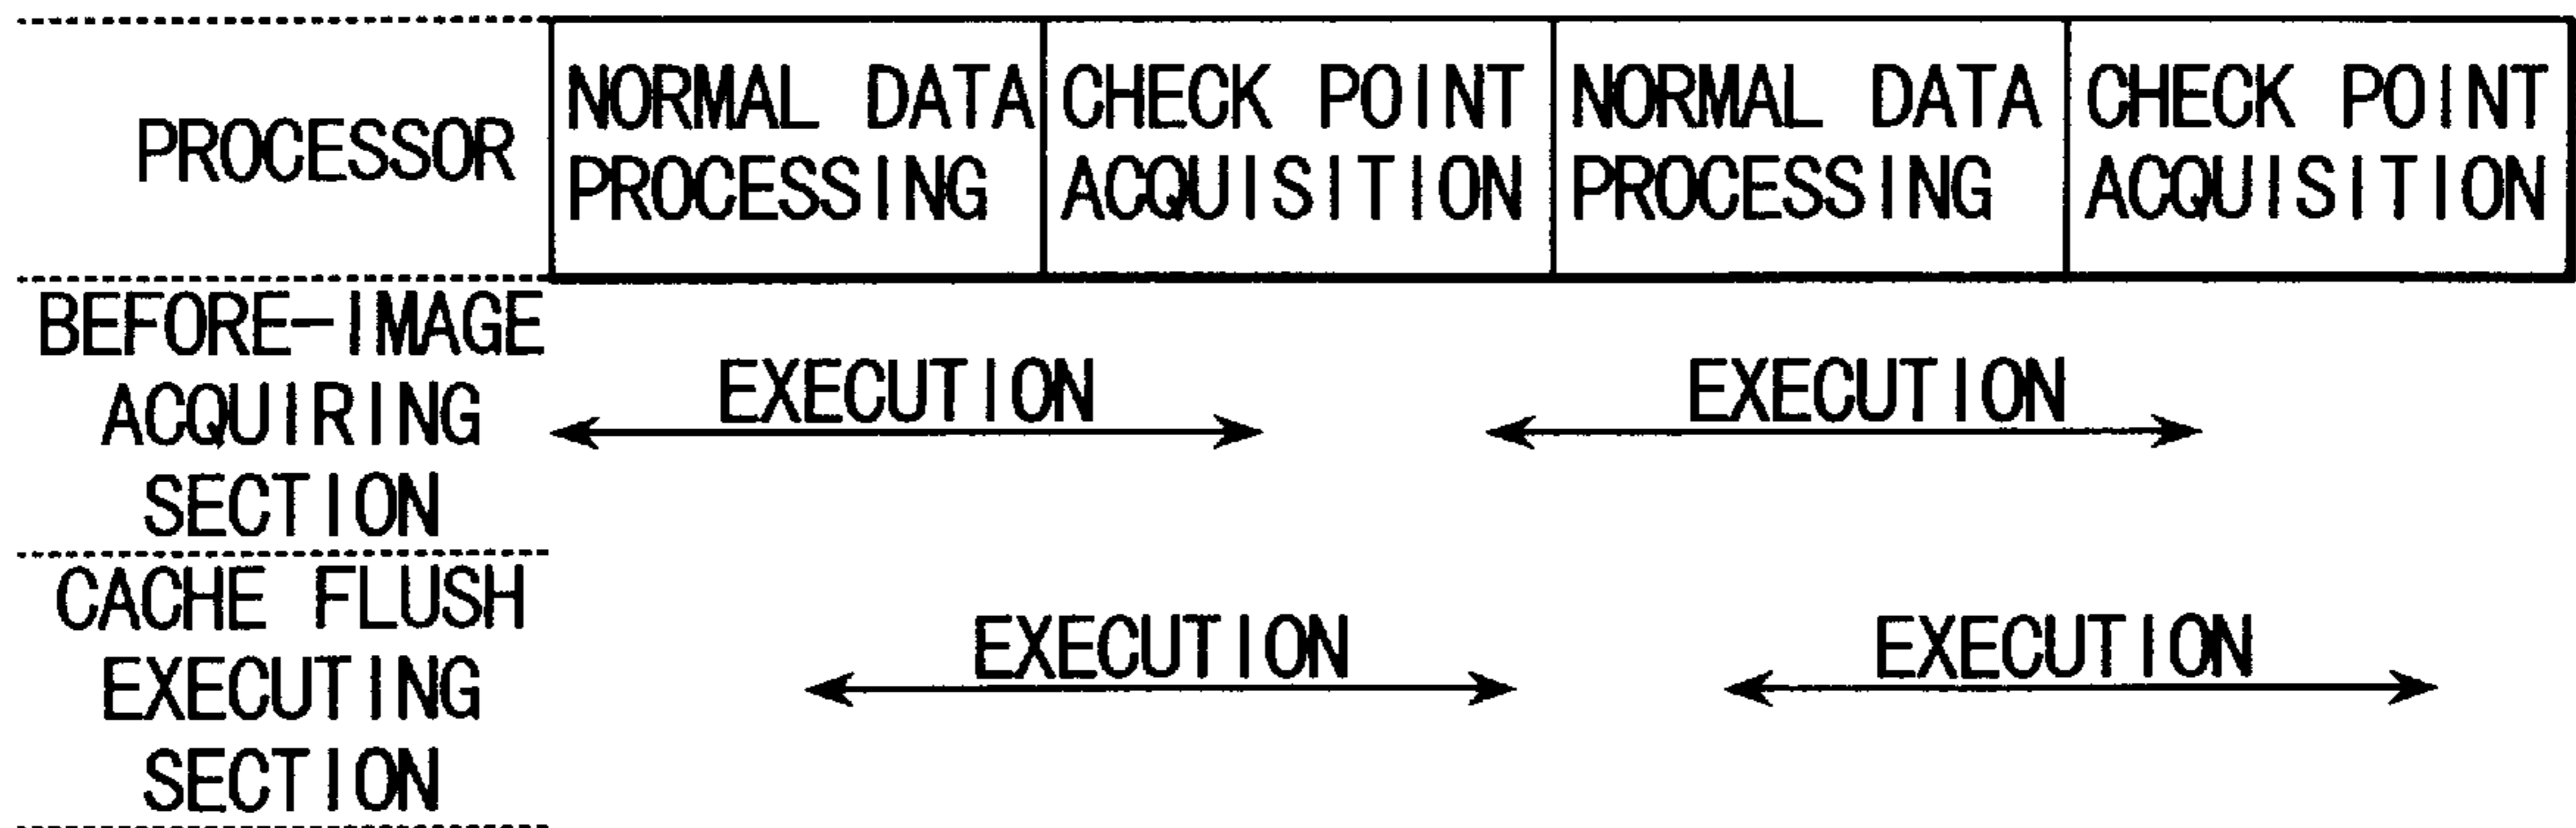 PROCESSOR
NORMAL DATA
PROCESSING
CHECK POINT
ACQUISITION
NORMAL DATA
PROCESSING
CHECK POINT
ACQUISITION
BEFORE-IMAGE
ACQUIRING
SECTION
EXECUTION
EXECUTION
CACHE FLUSH
EXECUTING
SECTION
EXECUTION
EXECUTION